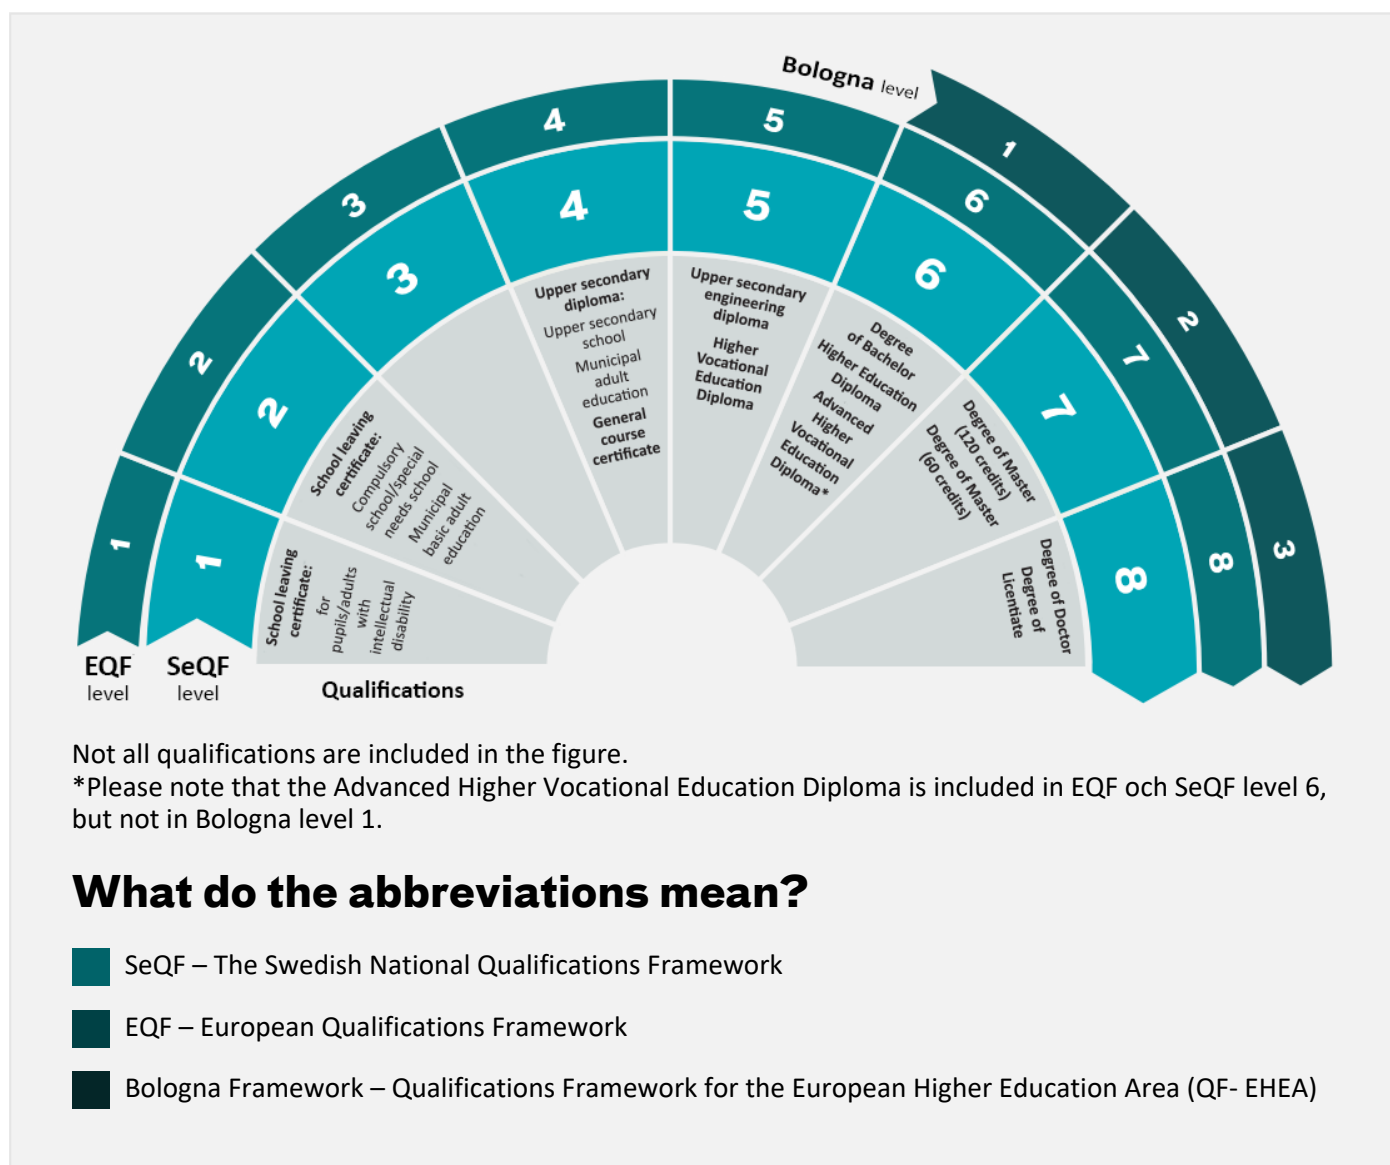 Bologna level
1
2
3
1
2
3
4
5
6
7
8
1
2
3
4
5
6
7
8
EQF
level
SeQF
level
Qualifications
School leaving
certificate:
for
pupils/adults
with
intellectual
disability
School leaving
certificate:
Compulsory
school/special
needs school
Municipal
basic adult
education
Upper secondary
diploma:
Upper secondary
school
Municipal
adult
education
General
course
certificate
Upper secondary
engineering
diploma
Higher
Vocational
Education
Diploma
Degree
of Bachelor
Higher Education
Diploma
Advanced
Higher
Vocational
Education
Diploma*
Degree of Master
(120 credits)
Degree of Master
(60 credits)
Degree of Doctor
Degree of
Licentiate
Not all qualifications are included in the figure.
*Please note that the Advanced Higher Vocational Education Diploma is included in EQF och SeQF level 6,
but not in Bologna level 1.
What do the abbreviations mean?
SeQF – The Swedish National Qualifications Framework
EQF – European Qualifications Framework
Bologna Framework – Qualifications Framework for the European Higher Education Area (QF- EHEA)